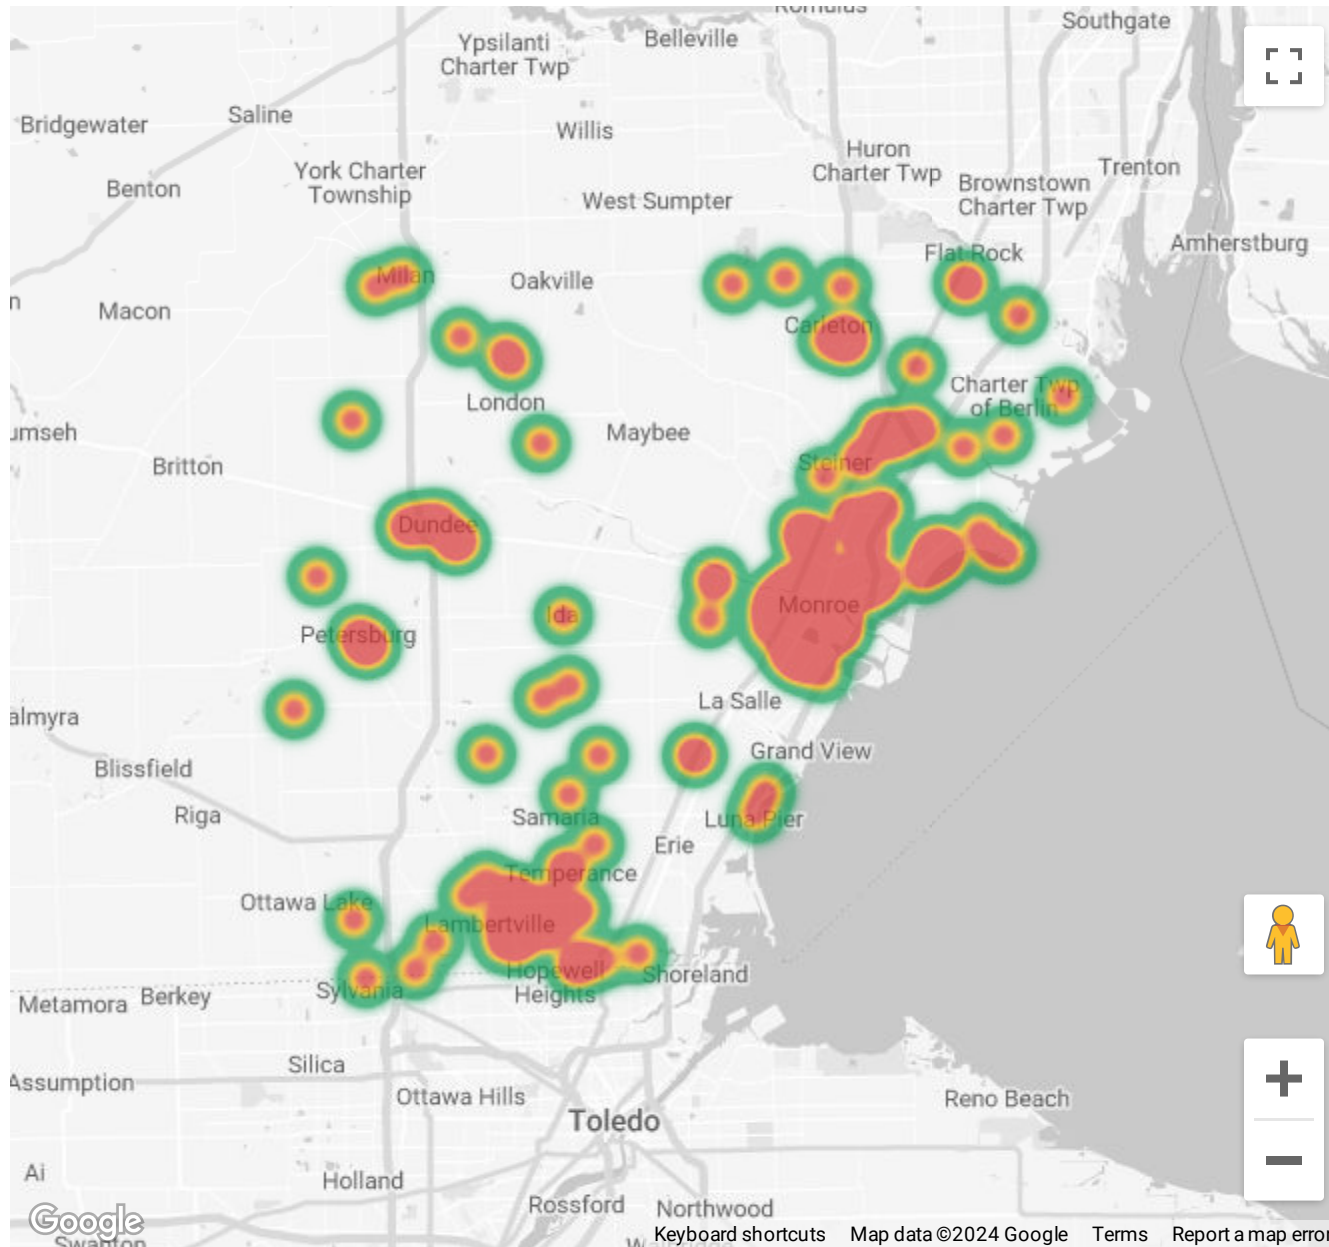 Romulus
Southgate
Ypsilanti
Charter Twp
Belleville
Saline
Bridgewater
Willis
York Charter
Township
Huron
Charter Twp
Trenton
Benton
Brownstown
Charter Twp
West Sumpter
Amherstburg
Flat Rock
Milan
Oakville
n
Macon
Carleton
Charter Twp
of Berlin
London
umseh
Maybee
Britton
Steiner
Dundee
Monroe
Ida
Petersburg
La Salle
almyra
Grand View
Blissfield
Riga
Samaria
Luna Pier
Erie
Temperance
Ottawa Lake
Lambertville
Hopewell
Heights
Shoreland
Sylvania
Metamora
Berkey
Silica
Assumption
Ottawa Hills
Reno Beach
Toledo
Ai
Holland
Rossford
Northwood
Google
Swanton
Keyboard shortcuts
Map data ©2024 Google
Terms
Report a map error